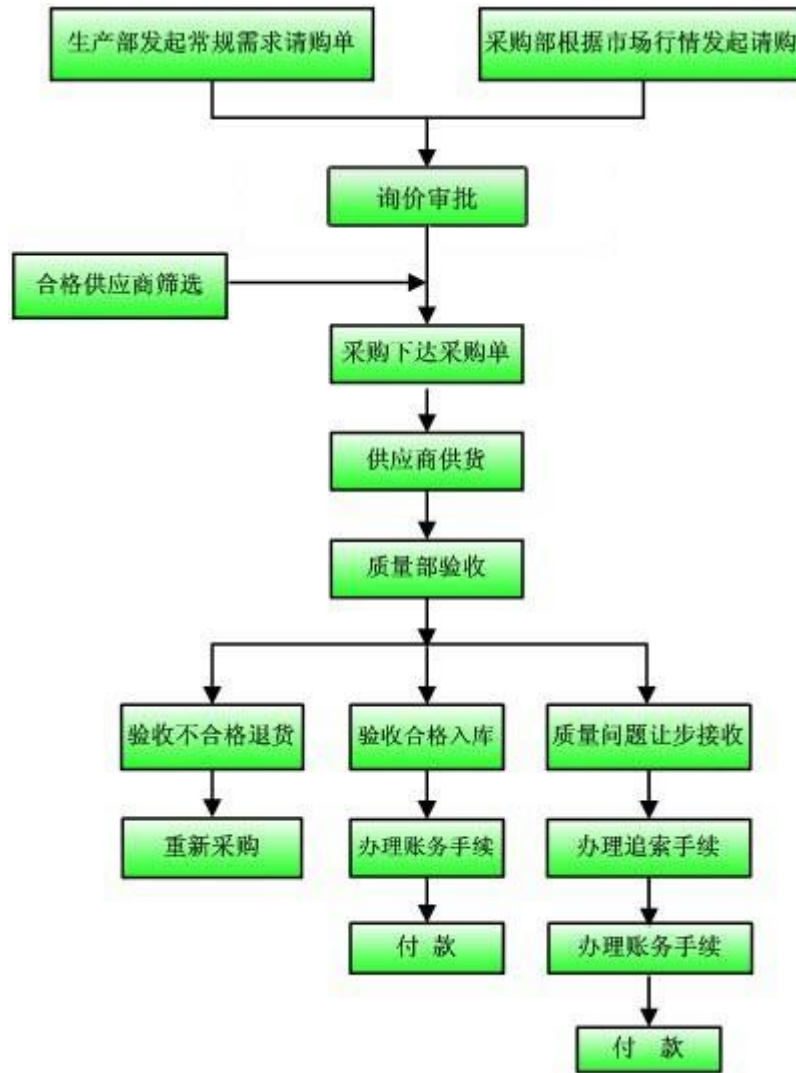 生产部发起常规需求请购单
采购部根据市场行情发起请购
询价审批
合格供应商筛选
采购下达采购单
供应商供货
质量部验收
验收不合格退货
验收合格入库
质量问题让步接收
重新采购
办理账务手续
办理追索手续
付 款
办理账务手续
付 款